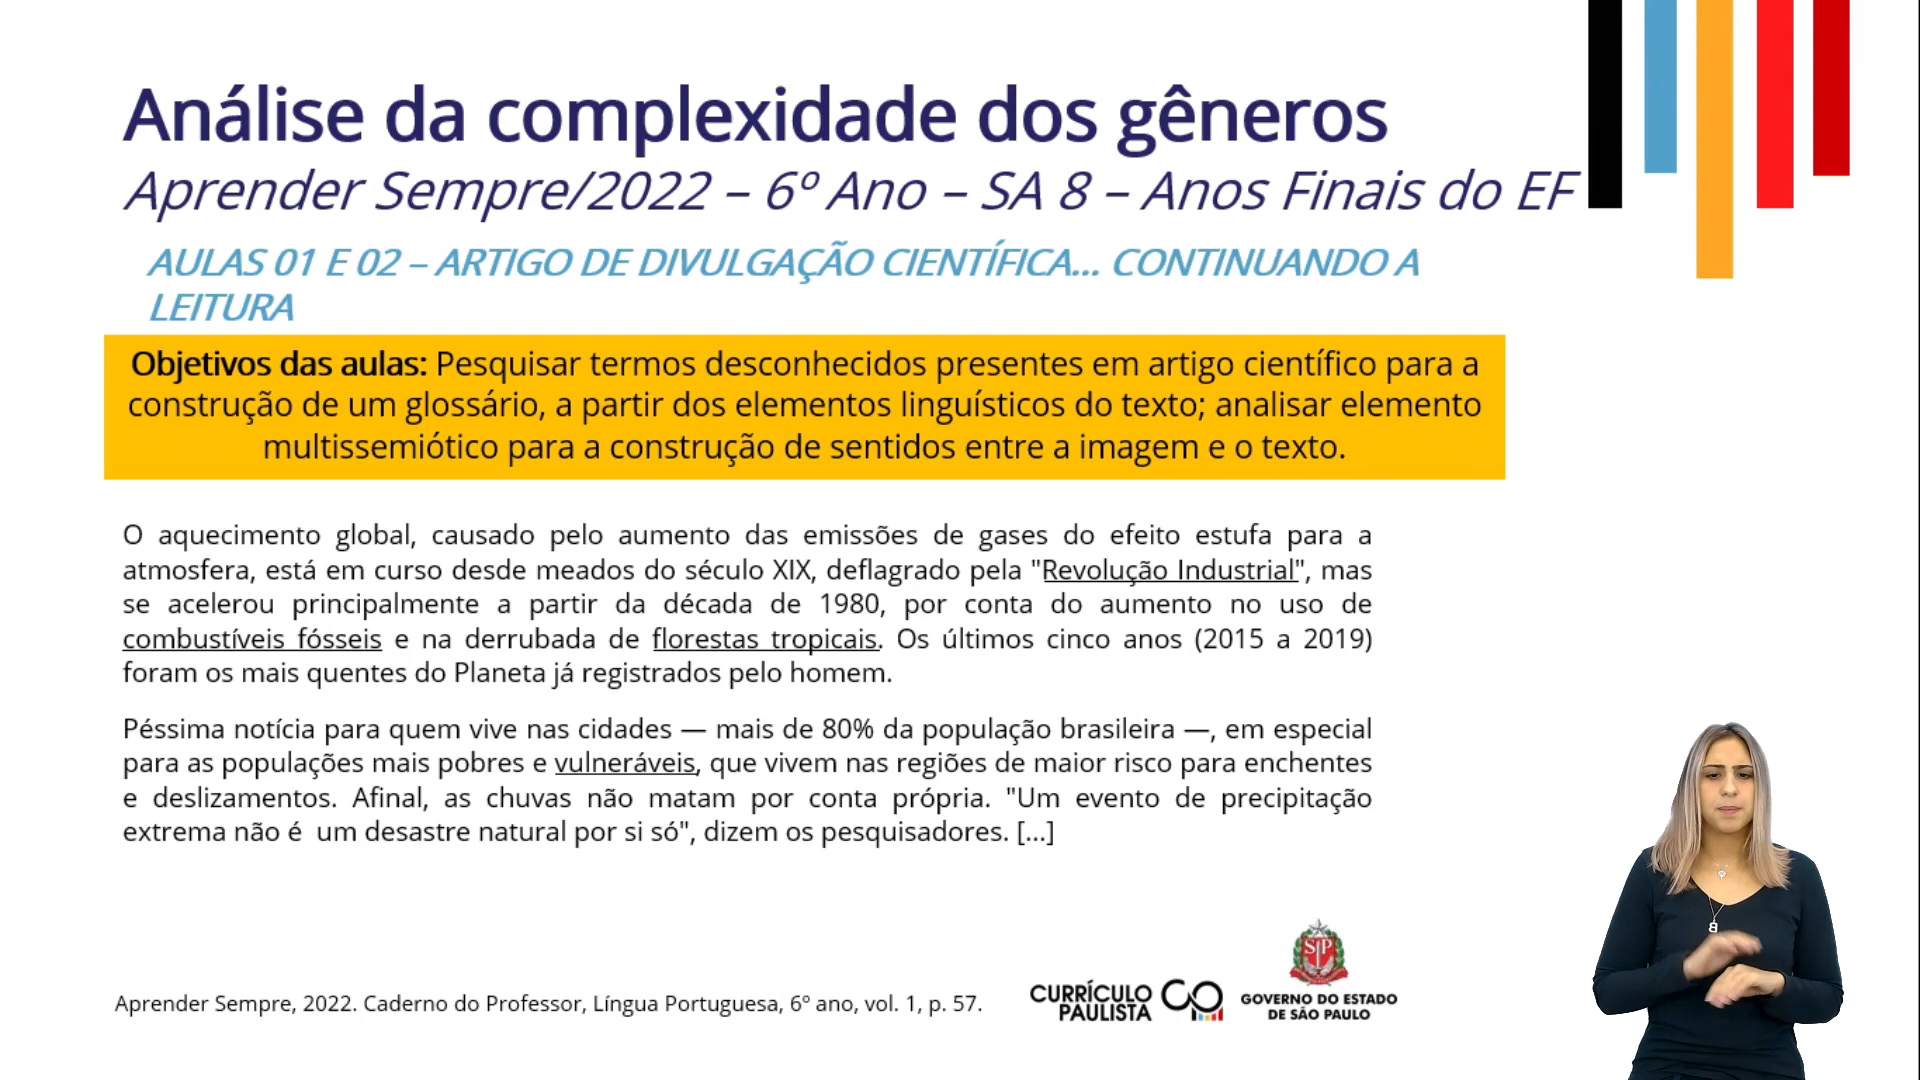 Análise da complexidade dos gêneros
Aprender Sempre/2022 – 6º Ano – SA 8 – Anos Finais do EF
AULAS 01 E 02 – ARTIGO DE DIVULGAÇÃO CIENTÍFICA... CONTINUANDO A
LEITURA
Objetivos das aulas: Pesquisar termos desconhecidos presentes em artigo científico para a
construção de um glossário, a partir dos elementos linguísticos do texto; analisar elemento
multissemiótico para a construção de sentidos entre a imagem e o texto.
O aquecimento global, causado pelo aumento das emissões de gases do efeito estufa para a
atmosfera, está em curso desde meados do século XIX, deflagrado pela "Revolução Industrial", mas
se acelerou principalmente a partir da década de 1980, por conta do aumento no uso de
combustíveis fósseis e na derrubada de florestas tropicais. Os últimos cinco anos (2015 a 2019)
foram os mais quentes do Planeta já registrados pelo homem.
Péssima notícia para quem vive nas cidades — mais de 80% da população brasileira —, em especial
para as populações mais pobres e vulneráveis, que vivem nas regiões de maior risco para enchentes
e deslizamentos. Afinal, as chuvas não matam por conta própria. "Um evento de precipitação
extrema não é  um desastre natural por si só", dizem os pesquisadores. [...]
Aprender Sempre, 2022. Caderno do Professor, Língua Portuguesa, 6º ano, vol. 1, p. 57.
CURRÍCULO
PAULISTA
SP
GOVERNO DO ESTADO
DE SÃO PAULO